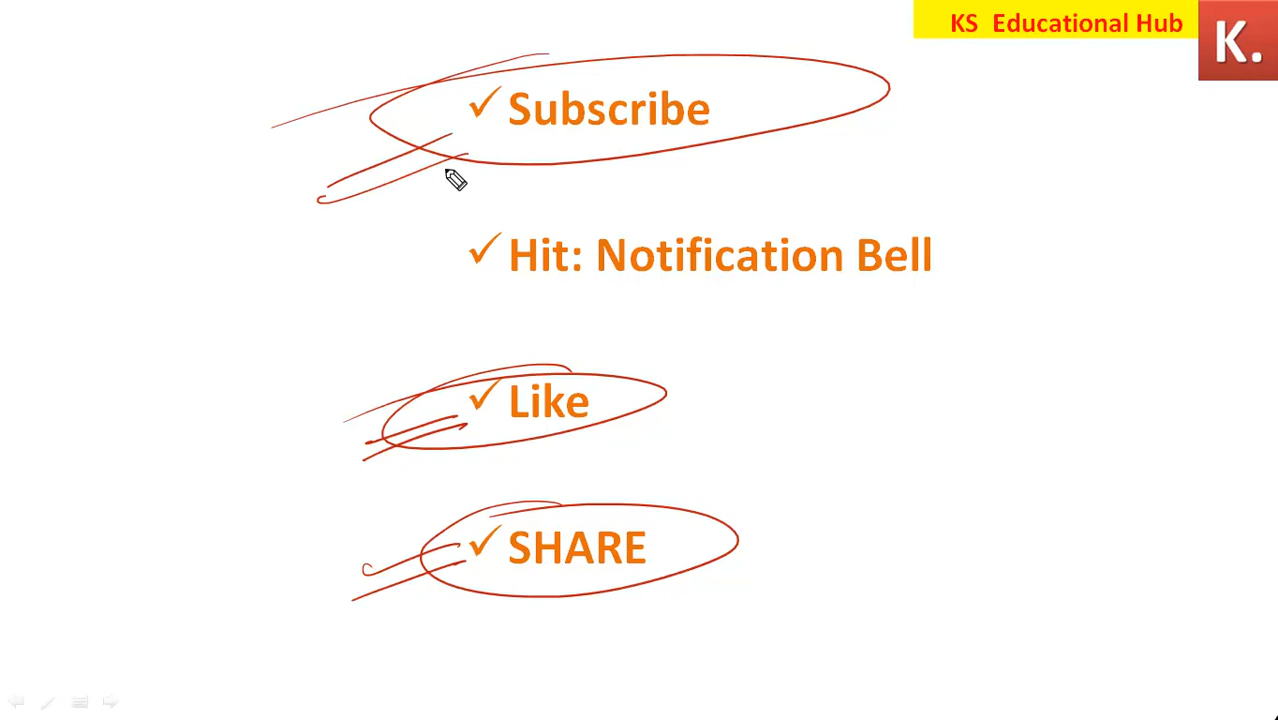 KS Educational Hub
K.
✓ Subscribe
✓ Hit: Notification Bell
✓ Like
✓ SHARE